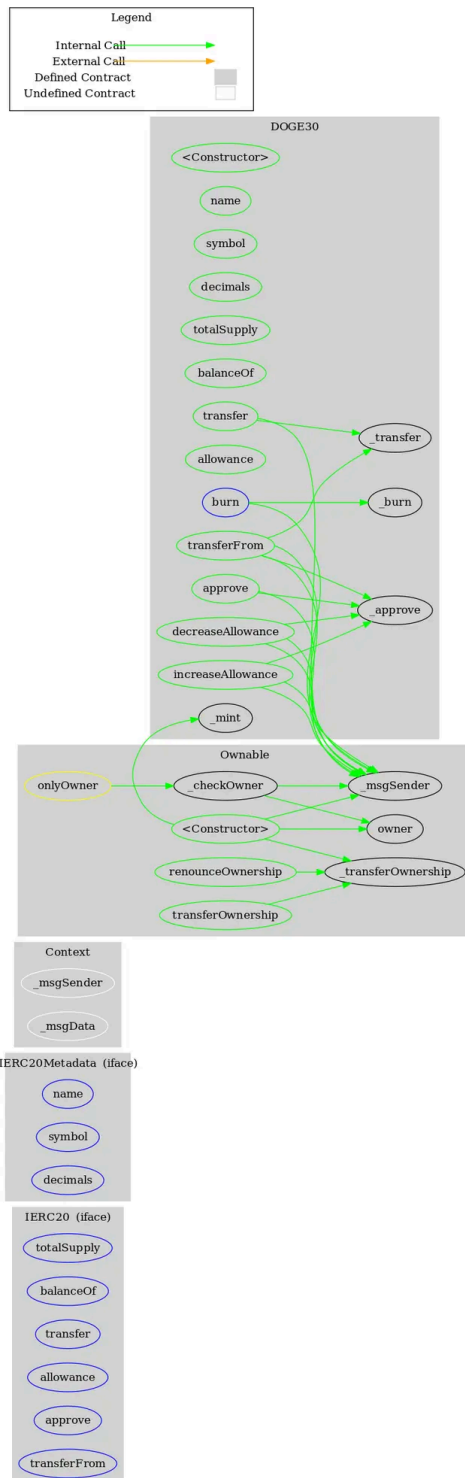 Legend
Internal Call
External Call
Defined Contract
Undefined Contract
DOGE30
<Constructor>
name
symbol
decimals
totalSupply
balanceOf
transfer
_transfer
allowance
burn
_burn
transferFrom
approve
_approve
decreaseAllowance
increaseAllowance
_mint
Ownable
onlyOwner
_checkOwner
_msgSender
<Constructor>
owner
renounceOwnership
_transferOwnership
transferOwnership
Context
_msgSender
_msgData
IERC20Metadata (iface)
name
symbol
decimals
IERC20 (iface)
totalSupply
balanceOf
transfer
allowance
approve
transferFrom